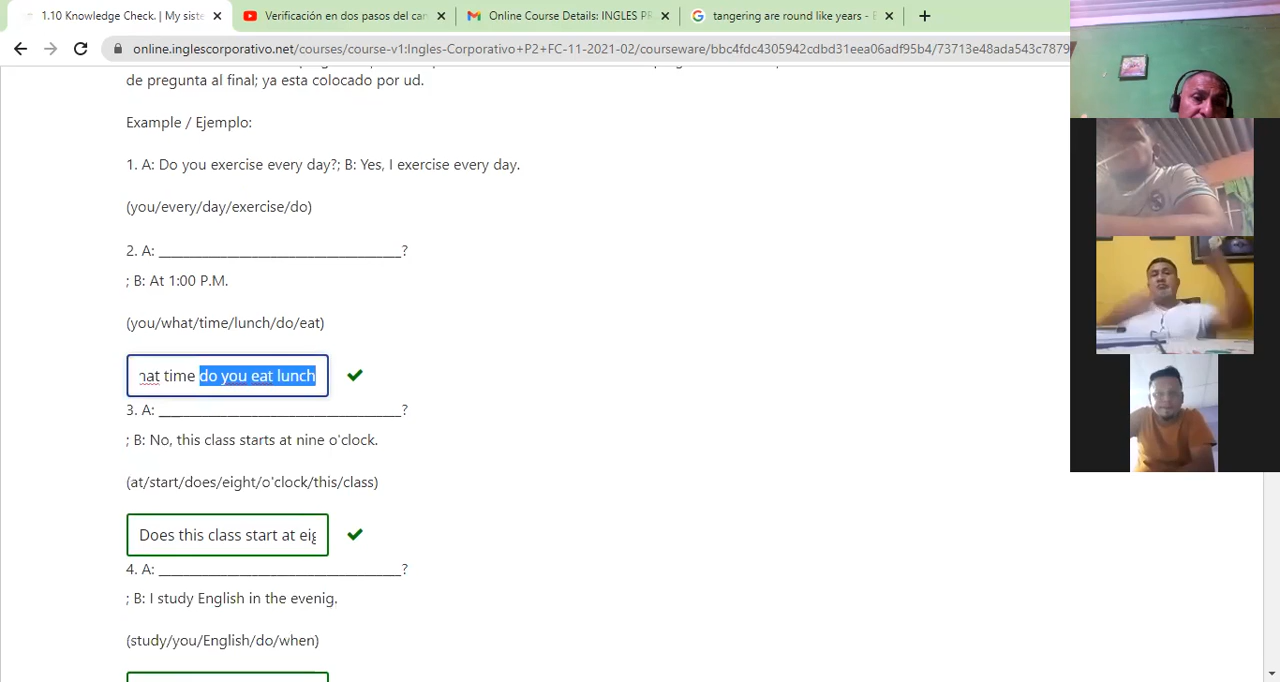 1.10 Knowledge Check. | My siste
Verificación en dos pasos del car
Online Course Details: INGLES PR
tangering are round like years - B
online.inglescorporativo.net/courses/course-v1:Ingles-Corporativo+P2+FC-11-2021-02/courseware/bbc4fdc4305942cdbd31eea06adf95b4/73713e48ada543c7879
de pregunta al final; ya esta colocado por ud.
Example / Ejemplo:
1. A: Do you exercise every day?; B: Yes, I exercise every day.
(you/every/day/exercise/do)
2. A: ______________________________?
; B: At 1:00 P.M.
(you/what/time/lunch/do/eat)
hat time do you eat lunch
3. A: ______________________________?
; B: No, this class starts at nine o'clock.
(at/start/does/eight/o'clock/this/class)
Does this class start at eig
4. A: ______________________________?
; B: I study English in the evenig.
(study/you/English/do/when)